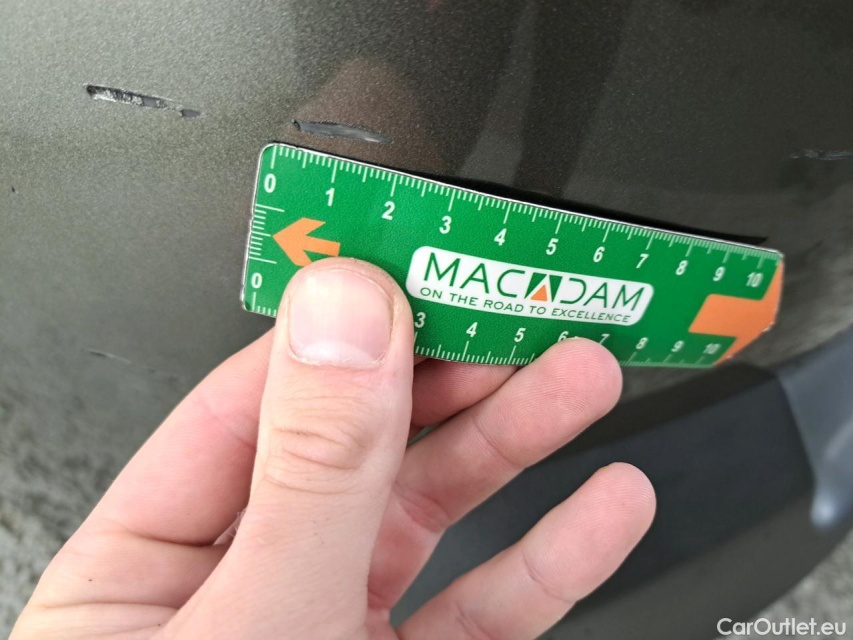 0 1 2 3 4 5 6 7 8 9 10
MACADAM
ON THE ROAD TO EXCELLENCE
0 3 4 5 6 7 8 9 10
CarOutlet.eu